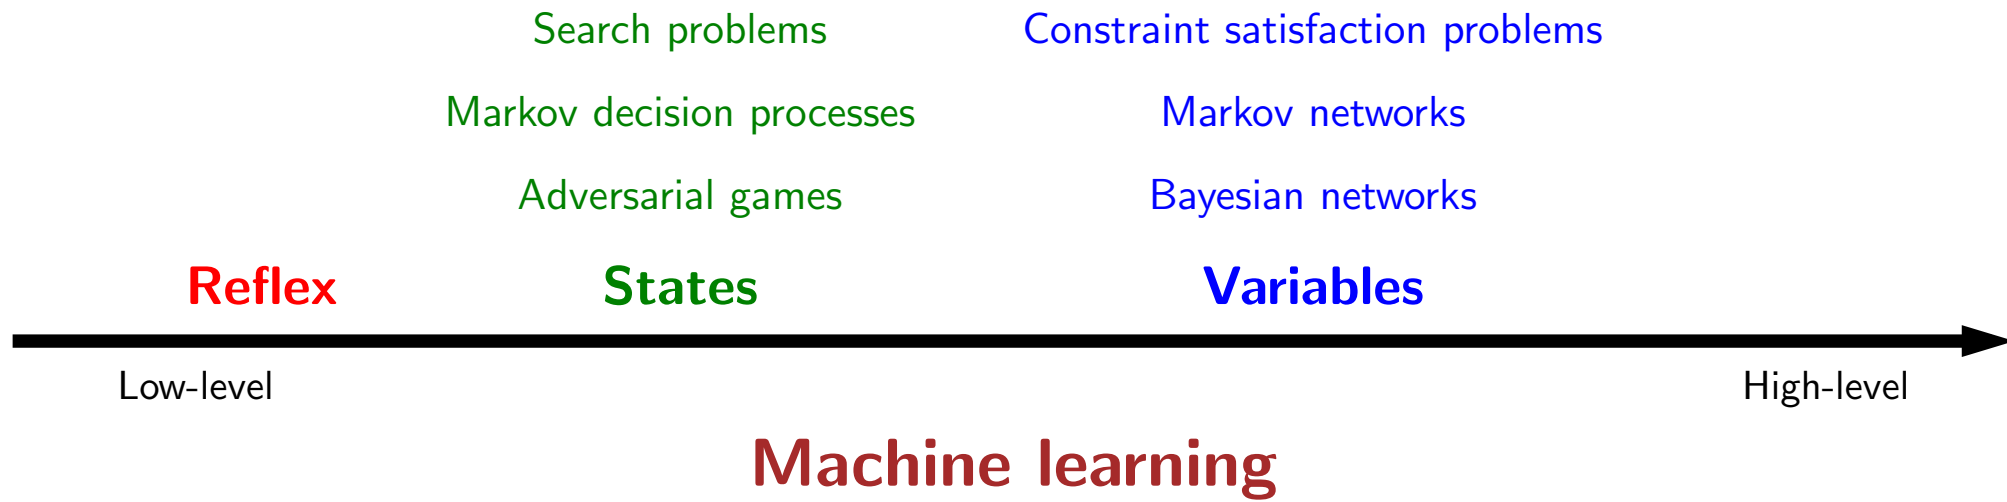 Search problems
Constraint satisfaction problems
Markov decision processes
Markov networks
Adversarial games
Bayesian networks
Reflex
States
Variables
Low-level
High-level
Machine learning